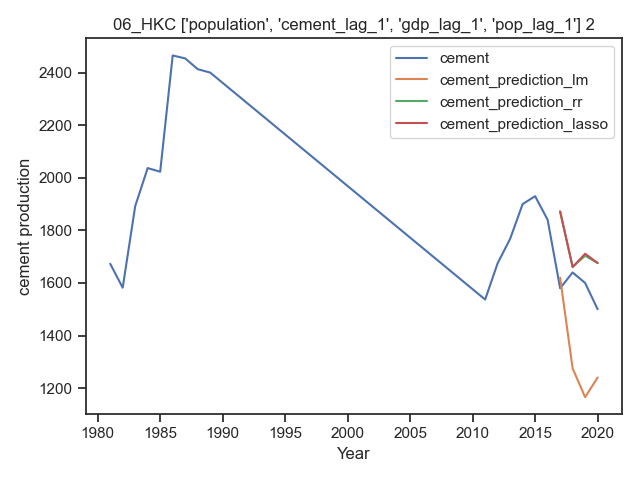 06_HKC ['population', 'cement_lag_1', 'gdp_lag_1', 'pop_lag_1'] 2
cement
cement_prediction_lm
cement_prediction_rr
cement_prediction_lasso
cement production
2400
2200
2000
1800
1600
1400
1200
1980 1985 1990 1995 2000 2005 2010 2015 2020
Year